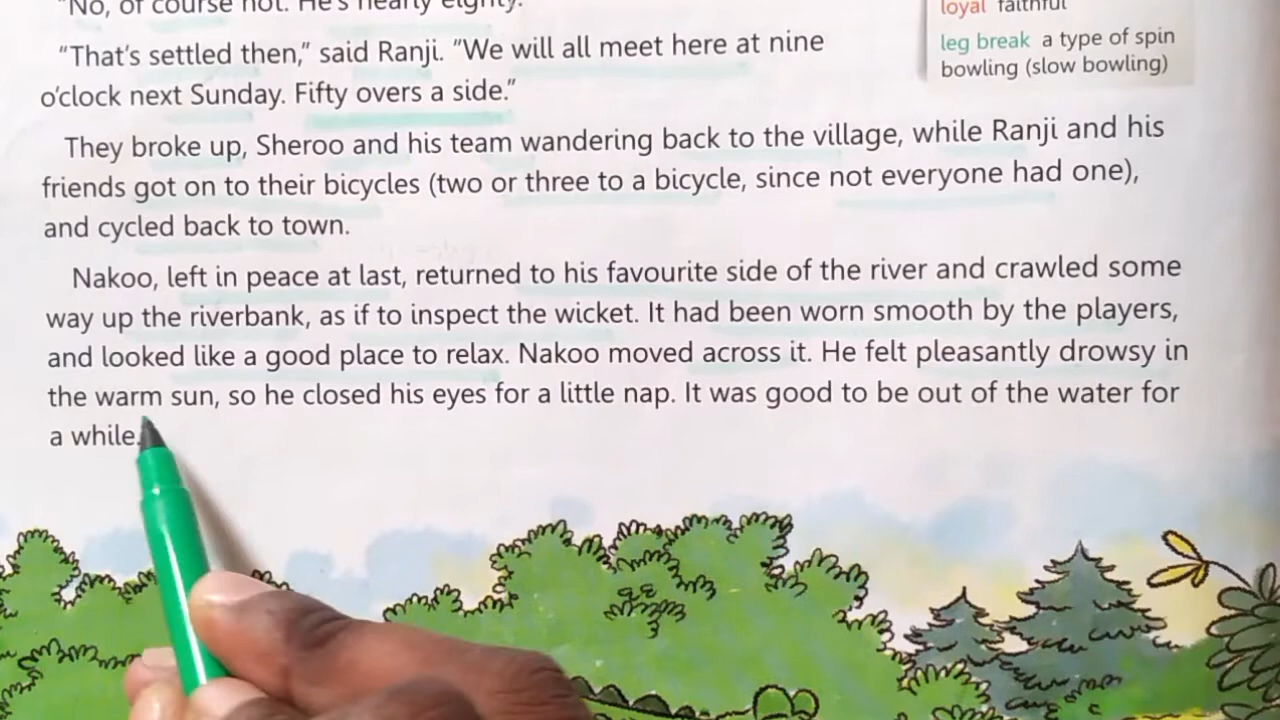 "No, of course not. He's nearly eighty."
"That's settled then," said Ranji. "We will all meet here at nine
o'clock next Sunday. Fifty overs a side."
They broke up, Sheroo and his team wandering back to the village, while Ranji and his
friends got on to their bicycles (two or three to a bicycle, since not everyone had one),
and cycled back to town.
Nakoo, left in peace at last, returned to his favourite side of the river and crawled some
way up the riverbank, as if to inspect the wicket. It had been worn smooth by the players,
and looked like a good place to relax. Nakoo moved across it. He felt pleasantly drowsy in
the warm sun, so he closed his eyes for a little nap. It was good to be out of the water for
a while.
loyal faithful
leg break a type of spin
bowling (slow bowling)